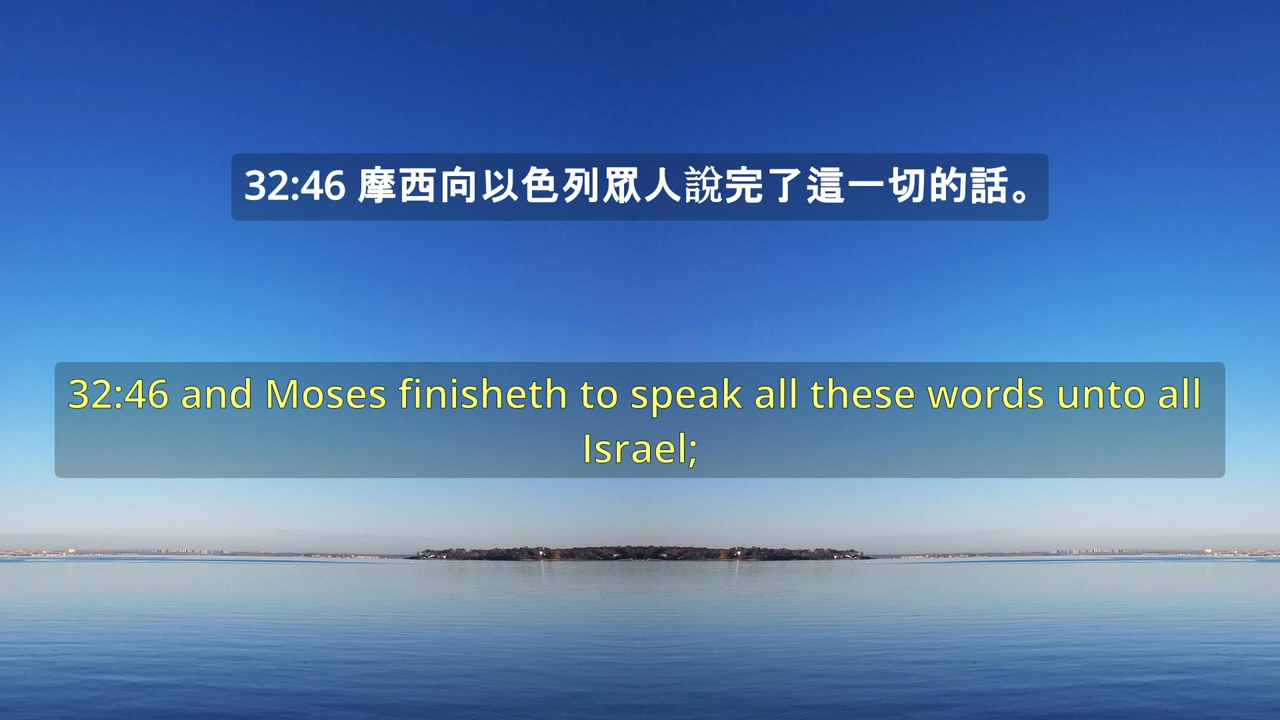 32:46 摩西向以色列眾人說完了這一切的話。
32:46 and Moses finisheth to speak all these words unto all
Israel;